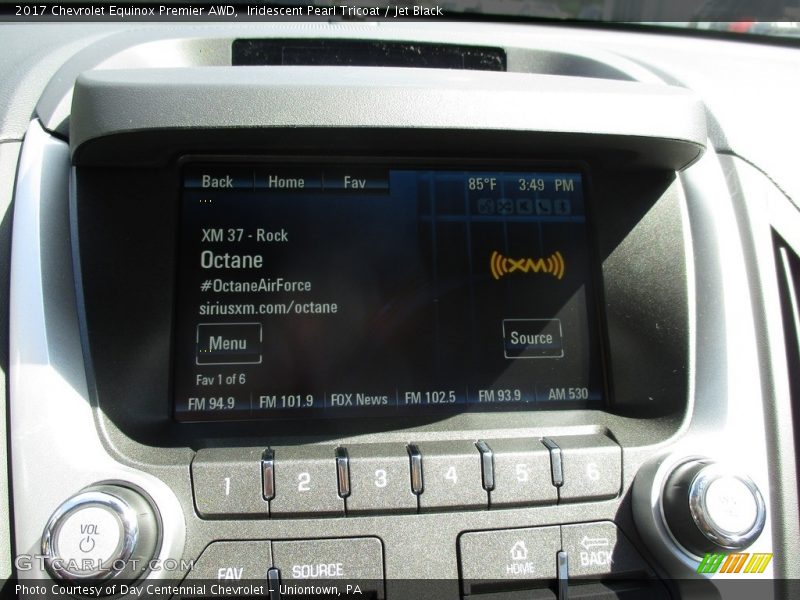 2017 Chevrolet Equinox Premier AWD,  Iridescent Pearl Tricoat / Jet Black
Back Home Fav 85°F 3:49 PM
XM 37 - Rock
Octane
#OctaneAirForce
siriusxm.com/octane
XM
Menu Source
Fav 1 of 6
FM 94.9 FM 101.9 FOX News FM 102.5 FM 93.9 AM 530
1 2 3 4 5 6
VOL
FAV SOURCE HOME BACK
GTCARLOT.COM
Photo Courtesy of Day Centennial Chevrolet – Uniontown, PA